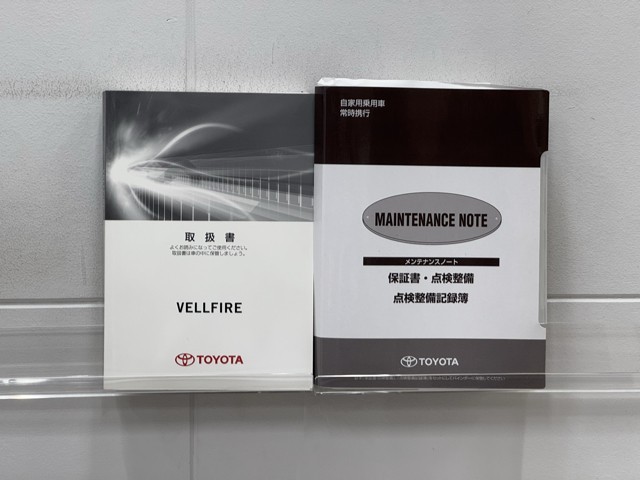 取扱書
よくお読みになってご使用ください。
取扱書は車の中に保管しましょう。
VELLFIRE
TOYOTA
自家用乗用車
常時携行
MAINTENANCE NOTE
メンテナンスノート
保証書・点検整備
点検整備記録簿
TOYOTA